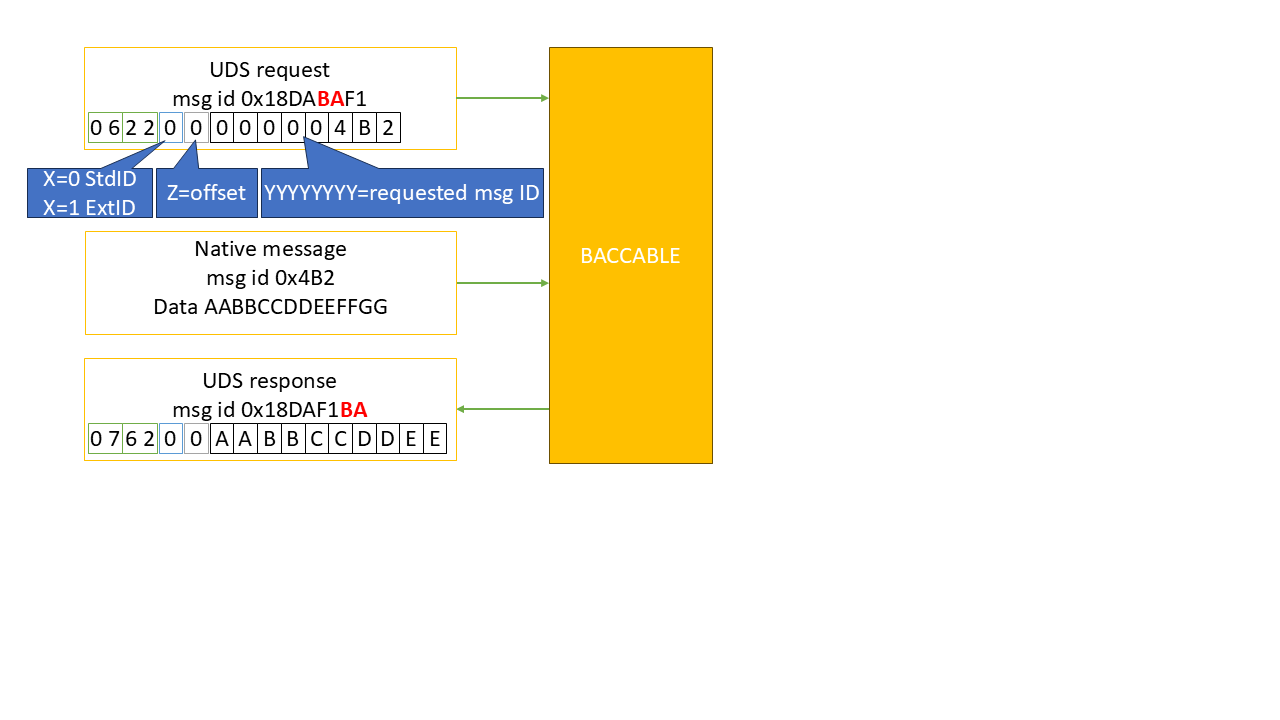 UDS request
msg id 0x18DABAF1
0 6 2 2 0 0 0 0 0 0 0 4 B 2
X=0 StdID
X=1 ExtID
Z=offset
YYYYYYYY=requested msg ID
Native message
msg id 0x4B2
Data AABBCCDDEEFFGG
BACCABLE
UDS response
msg id 0x18DAF1BA
0 7 6 2 0 0 A A B B C C D D E E